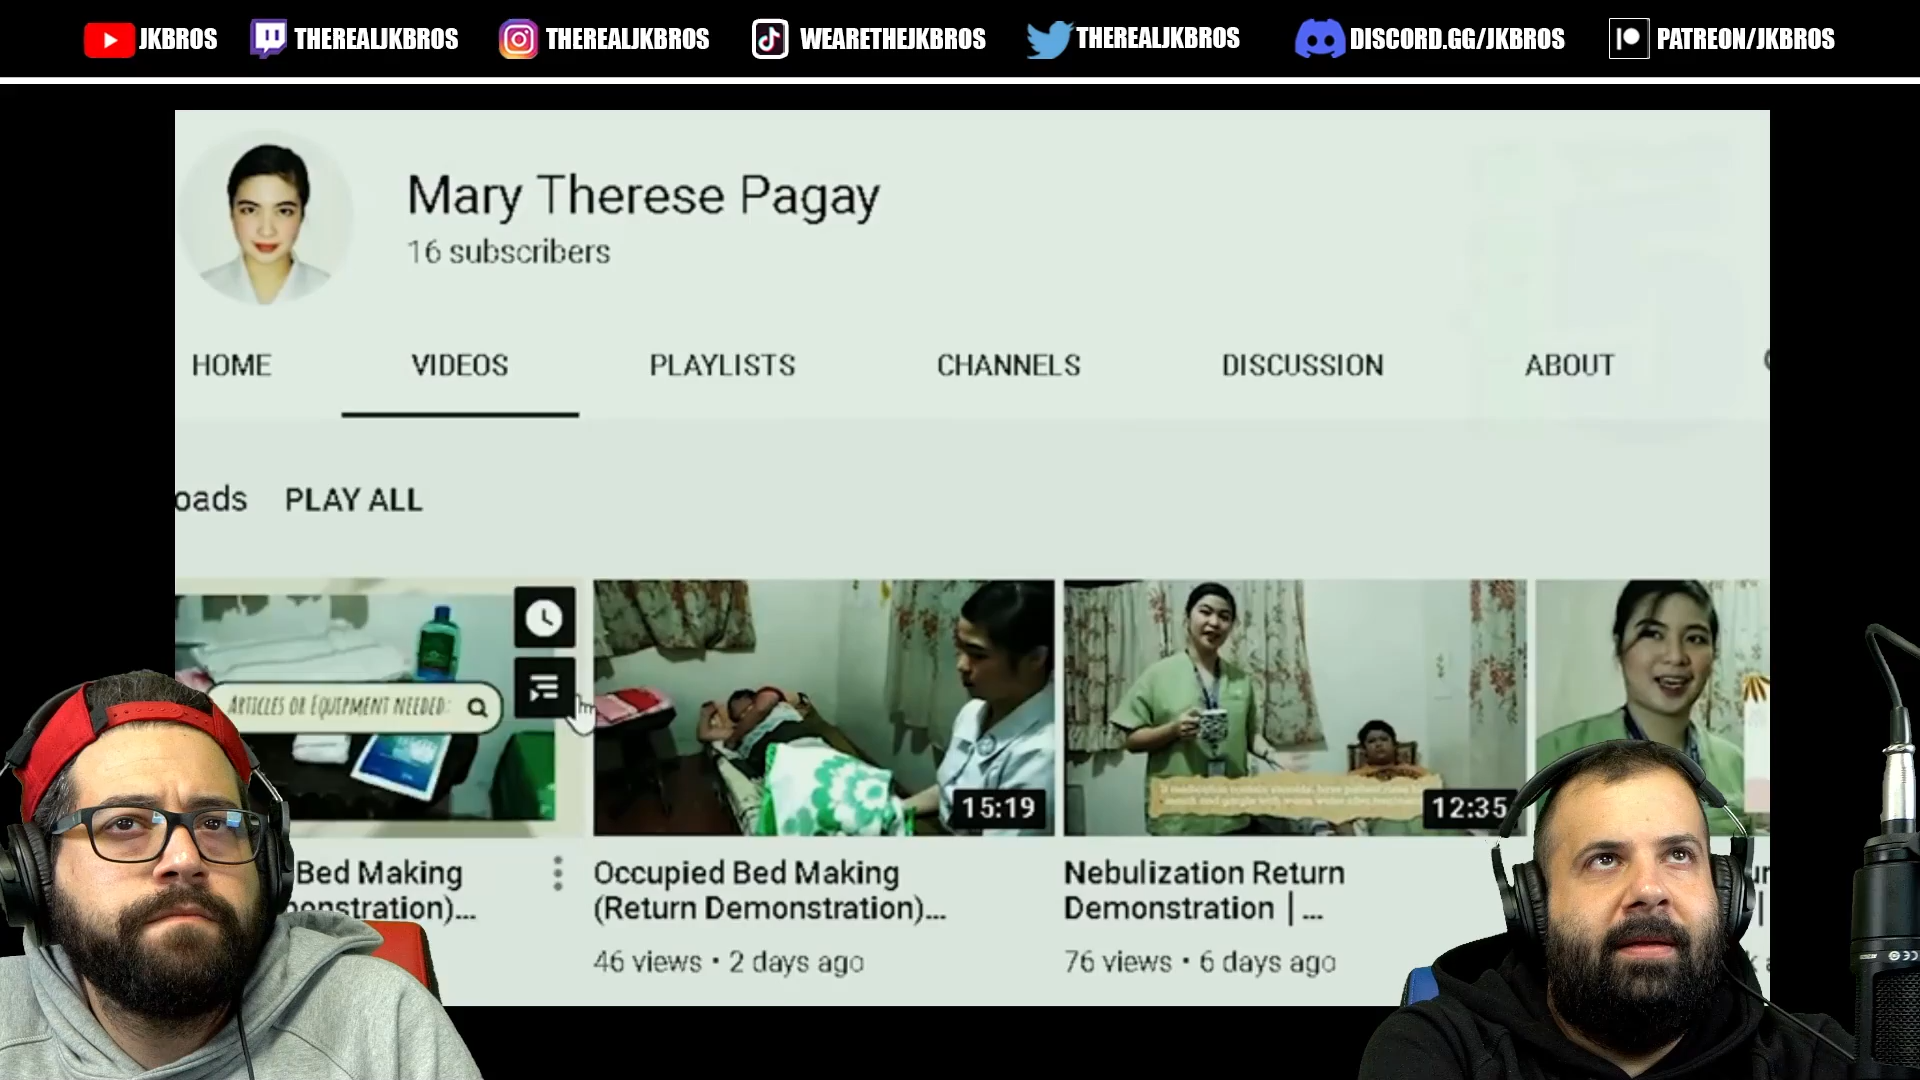 JKBROS THEREALJKBROS THEREALJKBROS WEARETHEJKBROS THEREALJKBROS DISCORD.GG/JKBROS PATREON/JKBROS
Mary Therese Pagay
16 subscribers
HOME VIDEOS PLAYLISTS CHANNELS DISCUSSION ABOUT
oads PLAY ALL
ARTICLES OR EQUIPMENT NEEDED:
15:19
12:35
Bed Making
onstration)...
Occupied Bed Making
(Return Demonstration)...
46 views • 2 days ago
Nebulization Return
Demonstration | ...
76 views • 6 days ago